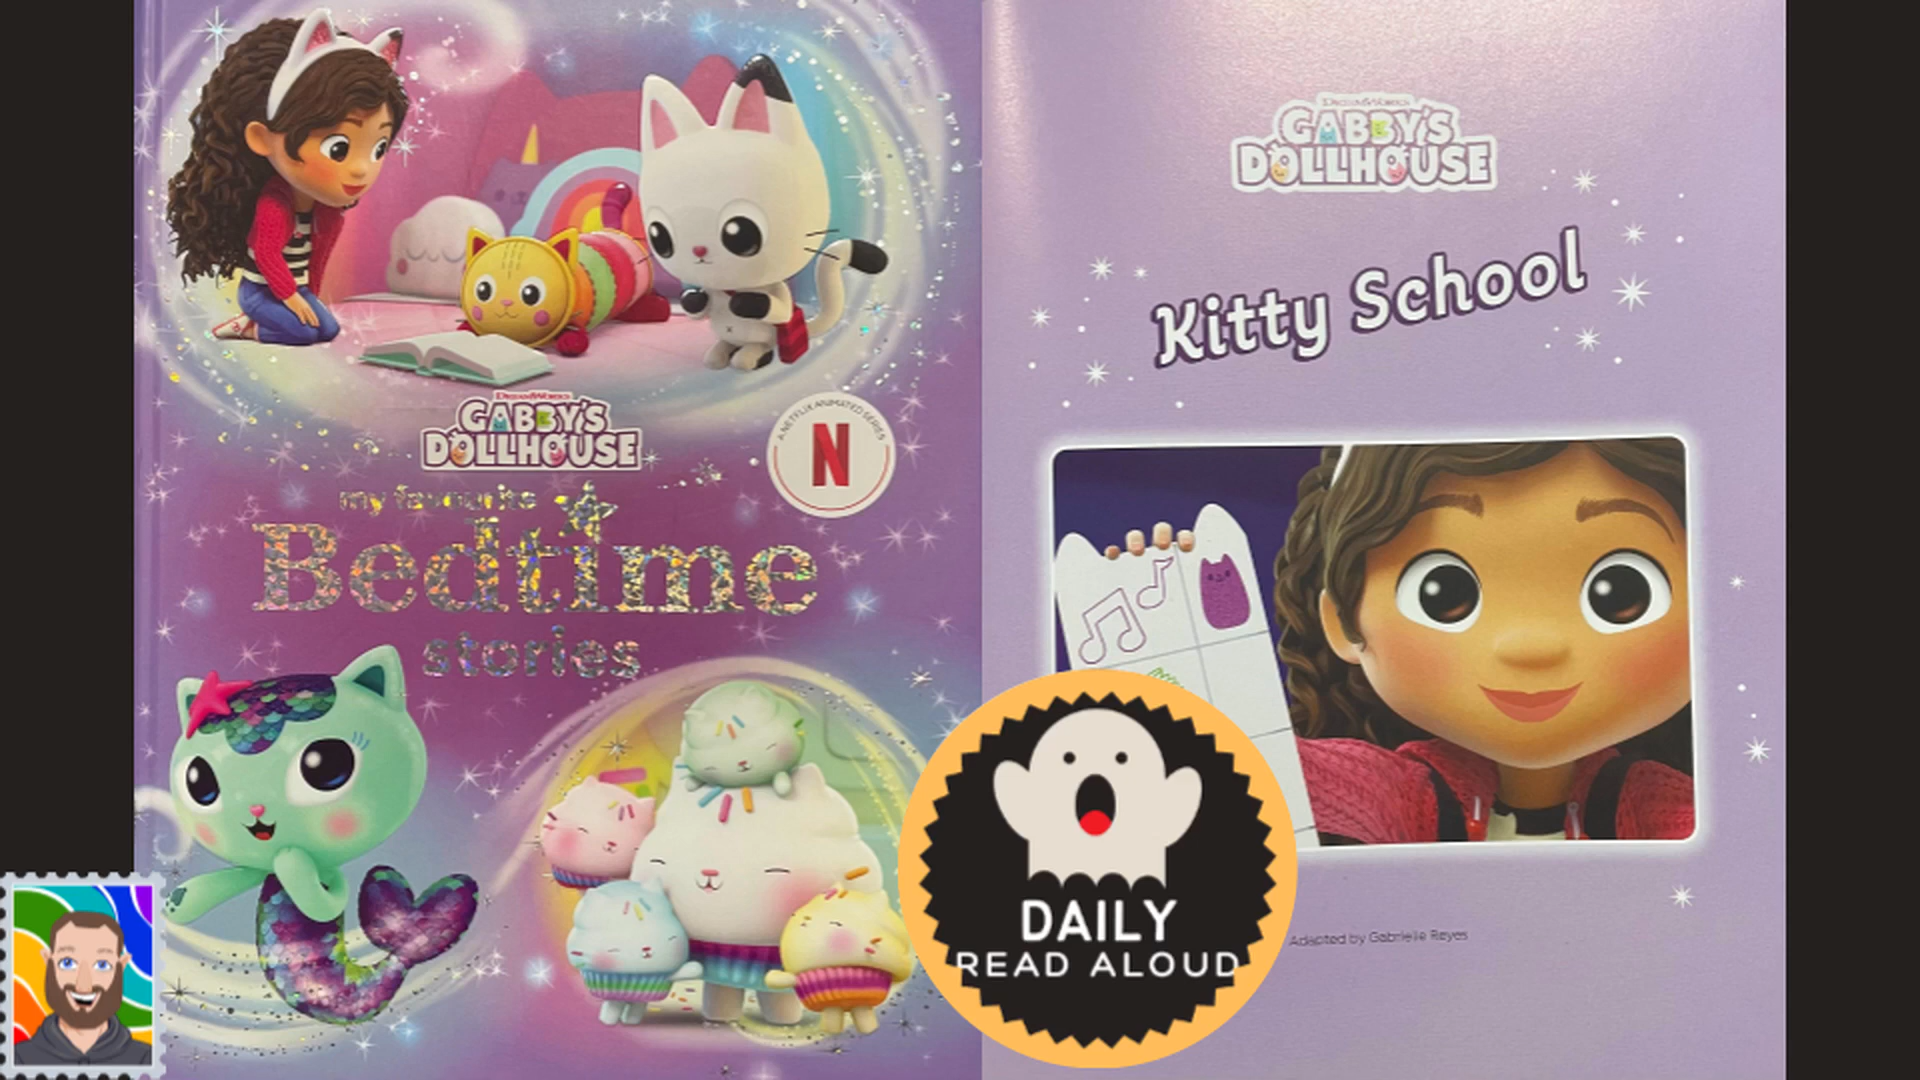 DREAMWORKS
GABBY'S
DOLLHOUSE
A NETFLIX ANIMATED SERIES
N
my favourite
Bedtime
stories
DREAMWORKS
GABBY'S
DOLLHOUSE
Kitty School
DAILY
READ ALOUD
Adapted by Gabrielle Reyes